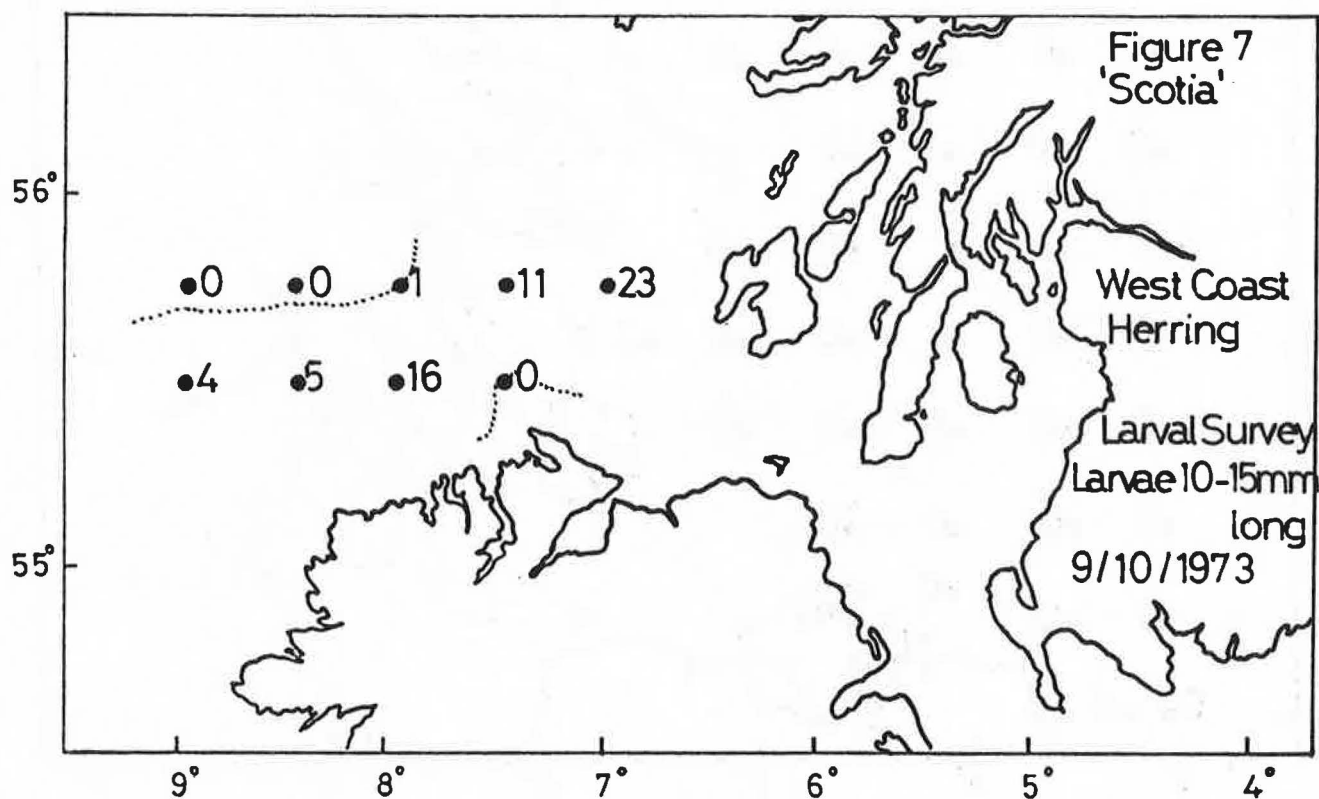 Figure 7
'Scotia'
56°
0 0 1 11 23
West Coast
Herring
4 5 16 0
Larval Survey
Larvae 10-15mm
long
55°
9/10/1973
9° 8° 7° 6° 5° 4°